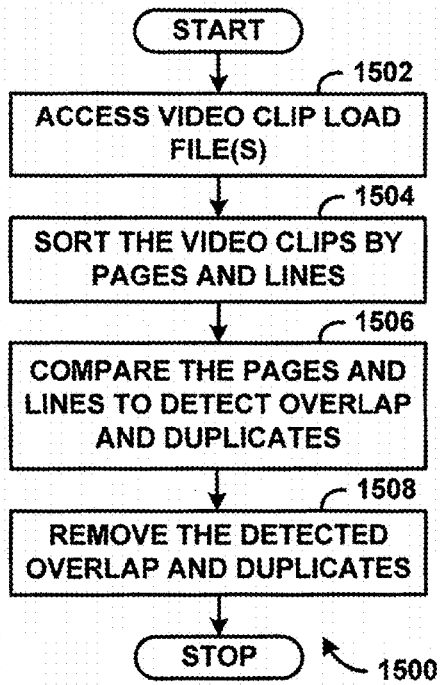 START
1502
ACCESS VIDEO CLIP LOAD
FILE(S)
1504
SORT THE VIDEO CLIPS BY
PAGES AND LINES
1506
COMPARE THE PAGES AND
LINES TO DETECT OVERLAP
AND DUPLICATES
1508
REMOVE THE DETECTED
OVERLAP AND DUPLICATES
STOP
1500